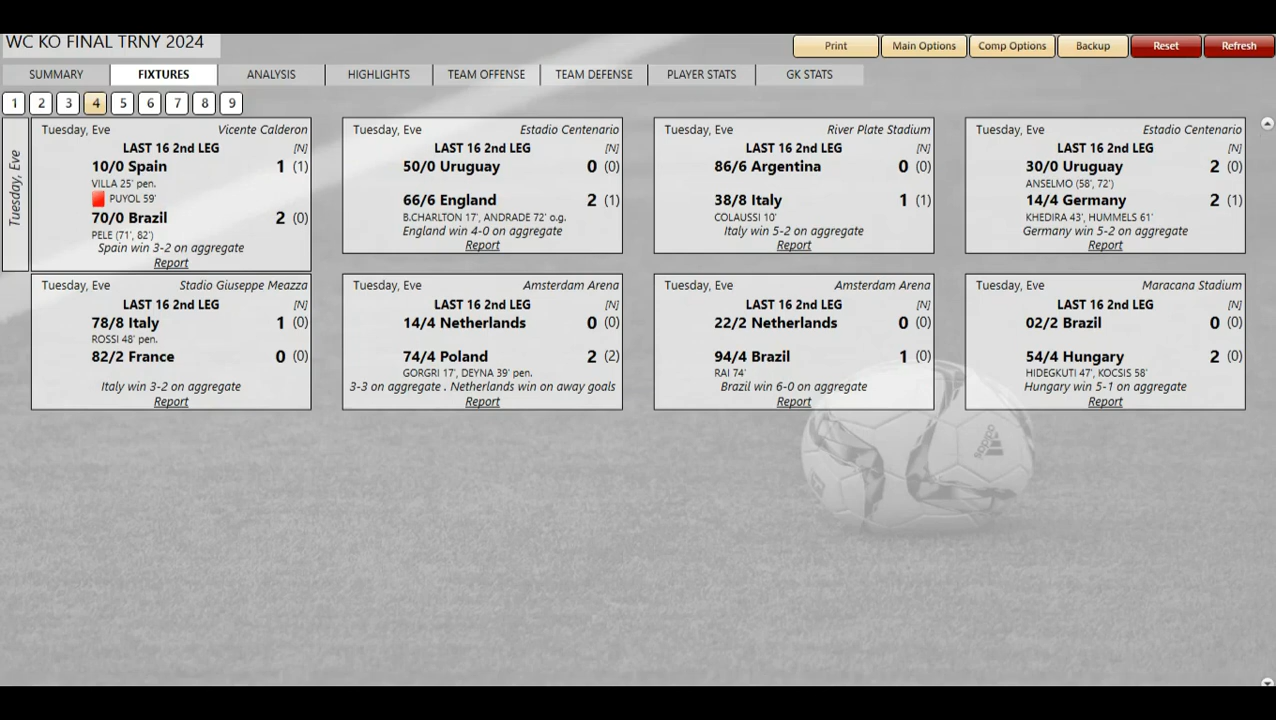 WC KO FINAL TRNY 2024
Print Main Options Comp Options Backup Reset Refresh
SUMMARY FIXTURES ANALYSIS HIGHLIGHTS TEAM OFFENSE TEAM DEFENSE PLAYER STATS GK STATS
1 2 3 4 5 6 7 8 9
Tuesday, Eve
Tuesday, Eve Vicente Calderon
LAST 16 2nd LEG [N]
10/0 Spain 1 (1)
VILLA 25' pen.
PUYOL 59'
70/0 Brazil 2 (0)
PELE (71', 82')
Spain win 3-2 on aggregate
Report
Tuesday, Eve Estadio Centenario
LAST 16 2nd LEG [N]
50/0 Uruguay 0 (0)
66/6 England 2 (1)
B.CHARLTON 17', ANDRADE 72' o.g.
England win 4-0 on aggregate
Report
Tuesday, Eve River Plate Stadium
LAST 16 2nd LEG [N]
86/6 Argentina 0 (0)
38/8 Italy 1 (1)
COLAUSSI 10'
Italy win 5-2 on aggregate
Report
Tuesday, Eve Estadio Centenario
LAST 16 2nd LEG [N]
30/0 Uruguay 2 (0)
ANSELMO (58', 72')
14/4 Germany 2 (1)
KHEDIRA 43', HUMMELS 61'
Germany win 5-2 on aggregate
Report
Tuesday, Eve Stadio Giuseppe Meazza
LAST 16 2nd LEG [N]
78/8 Italy 1 (0)
ROSSI 48' pen.
82/2 France 0 (0)
Italy win 3-2 on aggregate
Report
Tuesday, Eve Amsterdam Arena
LAST 16 2nd LEG [N]
14/4 Netherlands 0 (0)
74/4 Poland 2 (2)
GORGRI 17', DEYNA 39' pen.
3-3 on aggregate . Netherlands win on away goals
Report
Tuesday, Eve Amsterdam Arena
LAST 16 2nd LEG [N]
22/2 Netherlands 0 (0)
94/4 Brazil 1 (0)
RAI 74'
Brazil win 6-0 on aggregate
Report
Tuesday, Eve Maracana Stadium
LAST 16 2nd LEG [N]
02/2 Brazil 0 (0)
54/4 Hungary 2 (0)
HIDEGKUTI 47', KOCSIS 58'
Hungary win 5-1 on aggregate
Report
adidas